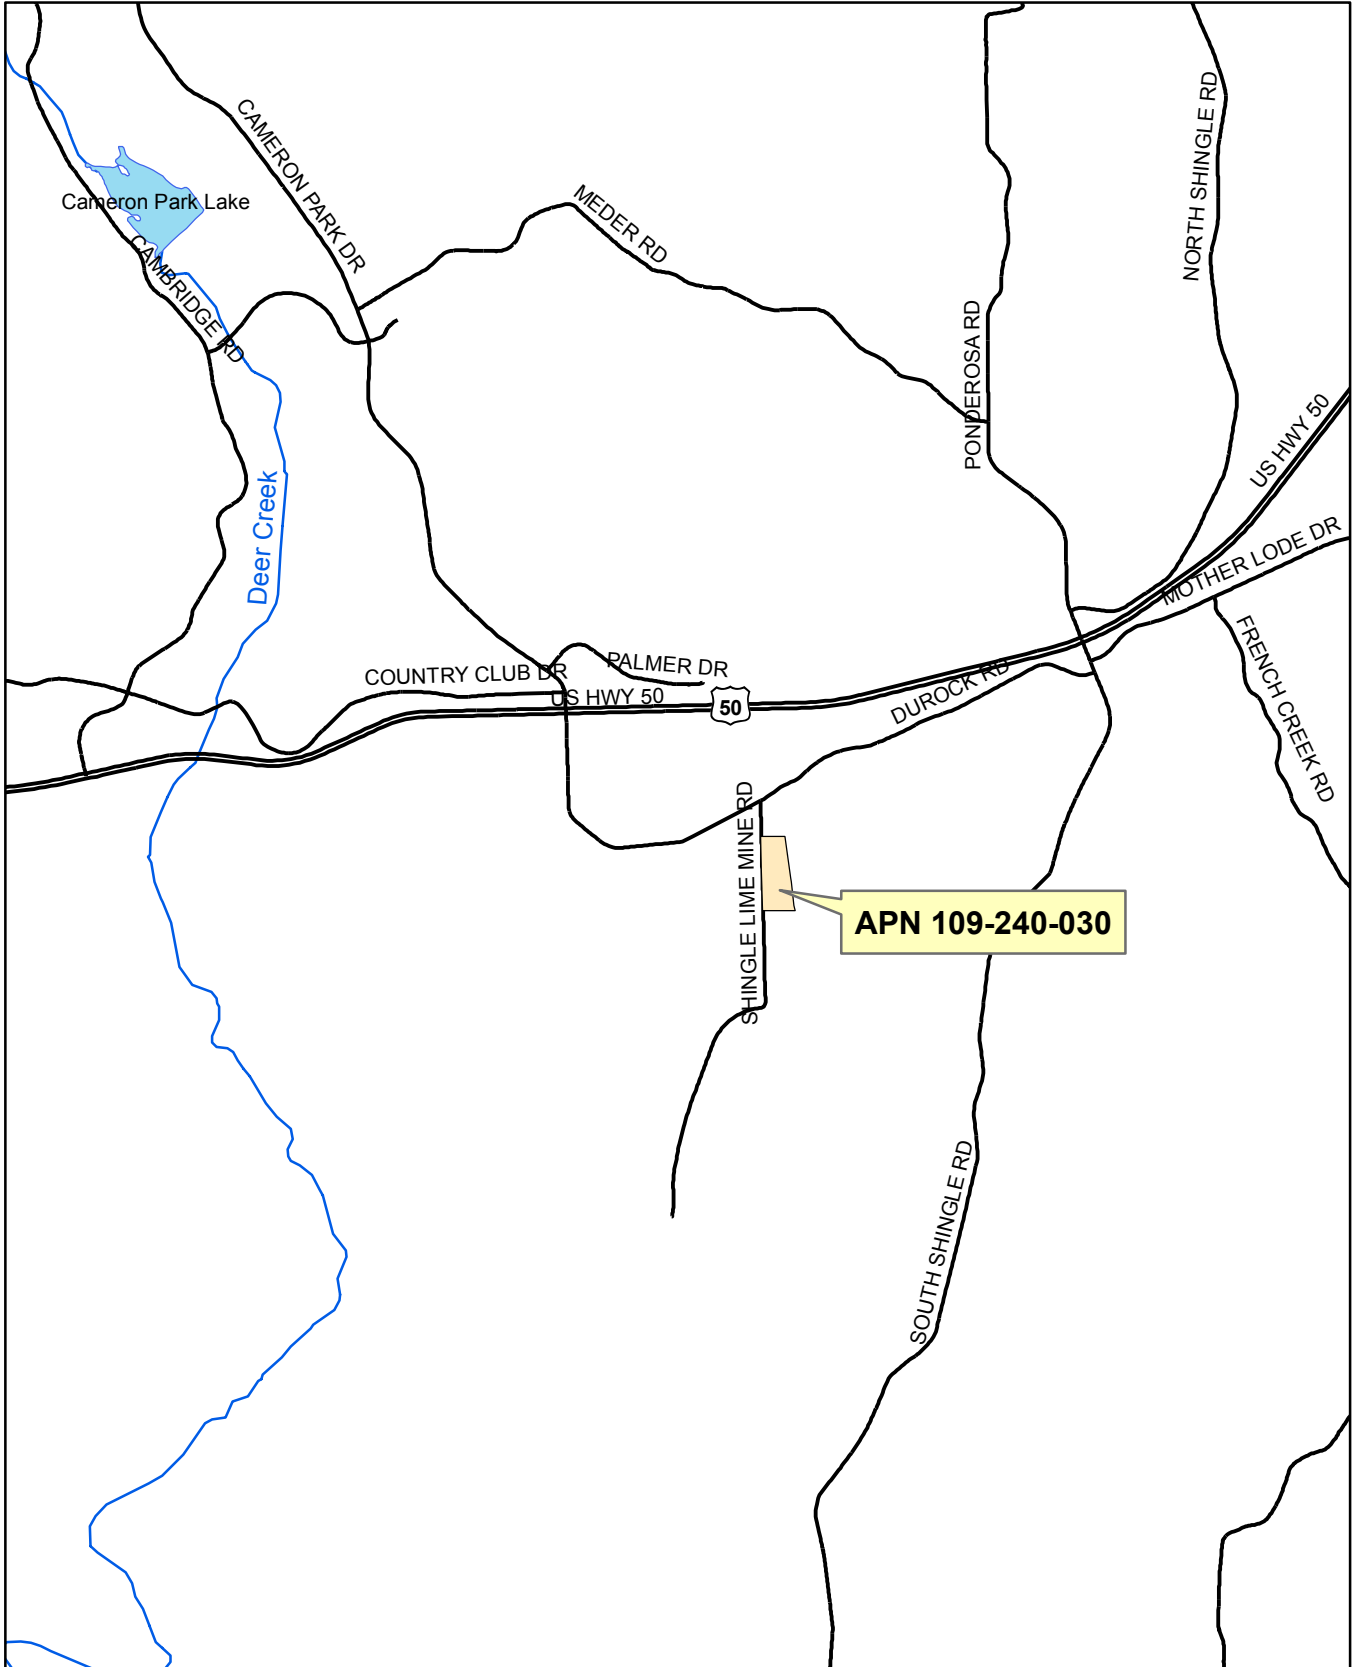 CAMERON PARK DR
NORTH SHINGLE RD
Cameron Park Lake
MEDER RD
CAMBRIDGE RD
PONDEROSA RD
US HWY 50
Deer Creek
MOTHER LODE DR
FRENCH CREEK RD
COUNTRY CLUB DR
PALMER DR
US HWY 50
50
DUROCK RD
SHINGLE LIME MINE RD
APN 109-240-030
SOUTH SHINGLE RD